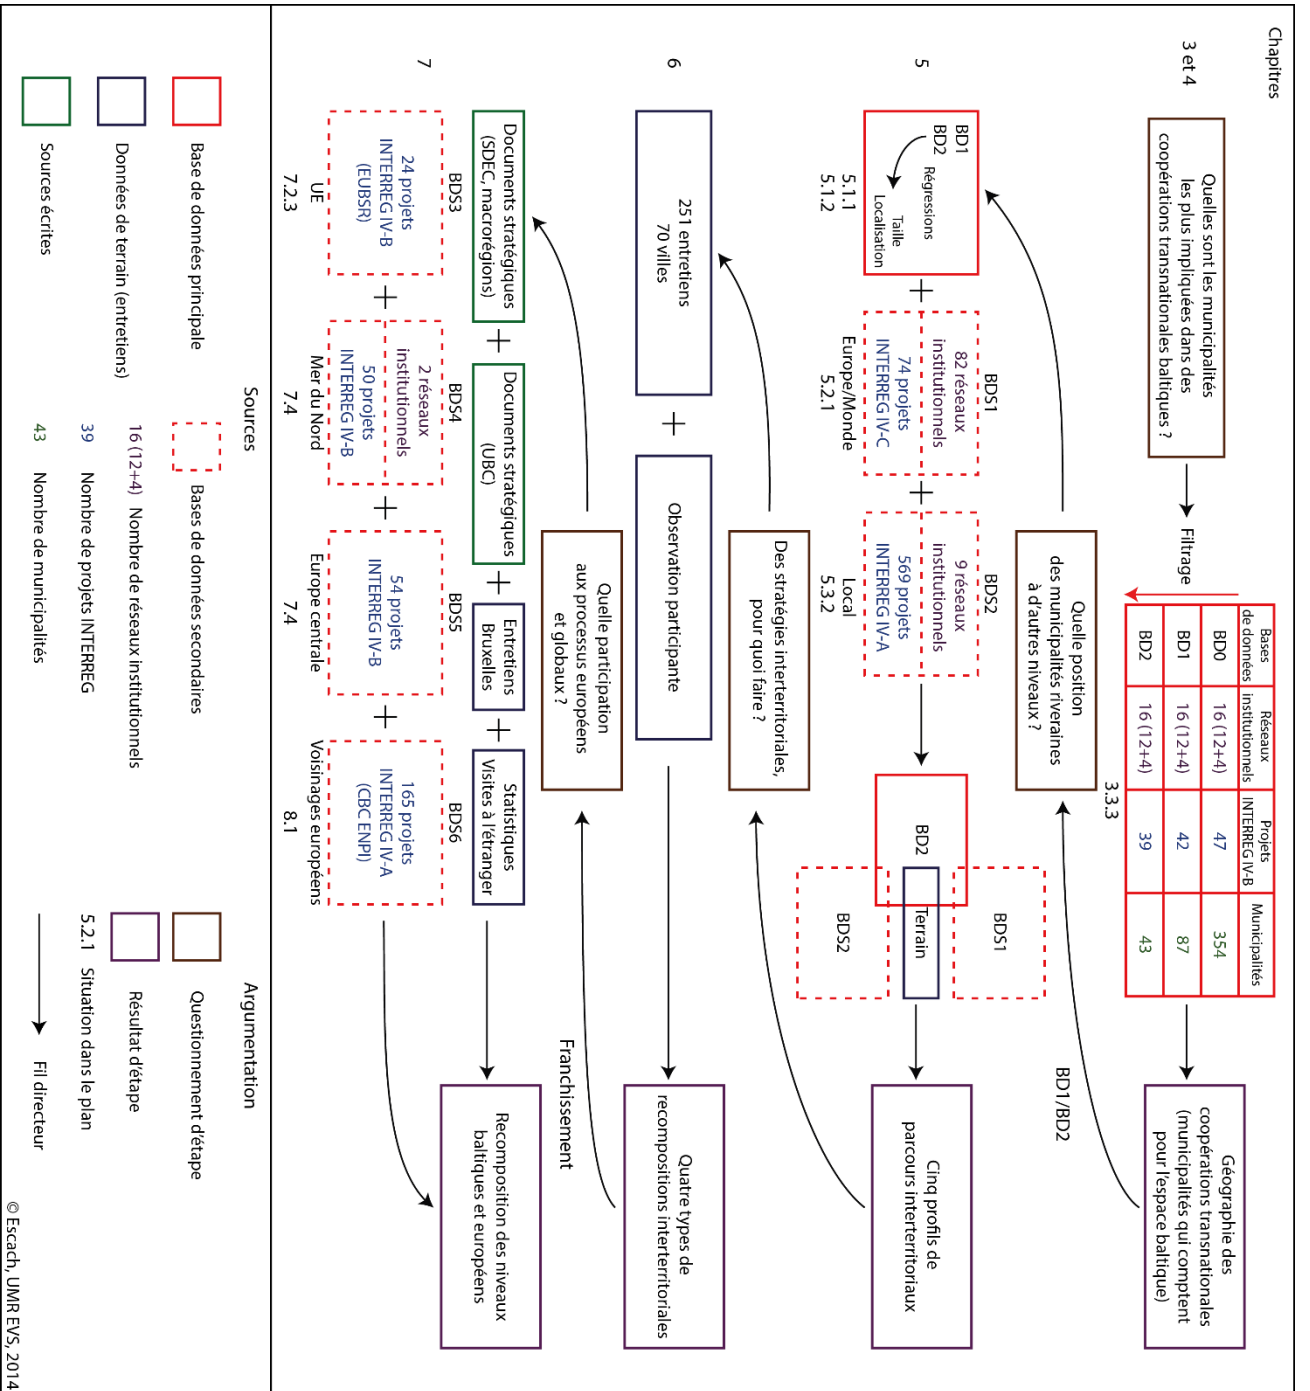 Chapitres
3 et 4
Quelles sont les municipalités
les plus impliquées dans des
coopérations transnationales baltiques ?
Filtrage
Bases
de données
Réseaux
institutionnels
Projets
INTERREG IV-B
Municipalités
BD0
16 (12+4)
47
354
BD1
16 (12+4)
42
87
BD2
16 (12+4)
39
43
3.3.3
Géographie des
coopérations transnationales
(municipalités qui comptent
pour l'espace baltique)
BD1/BD2
Quelle position
des municipalités riveraines
à d'autres niveaux ?
5
BD1
BD2
Régressions
Taille
Localisation
5.1.1
5.1.2
+
BDS1
82 réseaux
institutionnels
74 projets
INTERREG IV-C
Europe/Monde
5.2.1
+
BDS2
9 réseaux
institutionnels
569 projets
INTERREG IV-A
Local
5.3.2
BD2
Terrain
BDS1
BDS2
Cinq profils de
parcours interterritoriaux
Des stratégies interterritoriales,
pour quoi faire ?
6
251 entretiens
70 villes
+
Observation participante
Quatre types de
recompositions interterritoriales
Franchissement
Quelle participation
aux processus européens
et globaux ?
7
Documents stratégiques
(SDEC, macrorégions)
+
Documents stratégiques
(UBC)
+
Entretiens
Bruxelles
+
Statistiques
Visites à l'étranger
BDS3
24 projets
INTERREG IV-B
(EUBSR)
UE
7.2.3
+
BDS4
2 réseaux
institutionnels
50 projets
INTERREG IV-B
Mer du Nord
7.4
+
BDS5
54 projets
INTERREG IV-B
Europe centrale
7.4
+
BDS6
165 projets
INTERREG IV-A
(CBC ENPI)
Voisinages européens
8.1
Recomposition des niveaux
baltiques et européens
Sources
Argumentation
Base de données principale
Bases de données secondaires
Questionnement d'étape
Données de terrain (entretiens)
16 (12+4) Nombre de réseaux institutionnels
Résultat d'étape
39 Nombre de projets INTERREG
5.2.1 Situation dans le plan
Sources écrites
43 Nombre de municipalités
Fil directeur
© Escach, UMR EVS, 2014